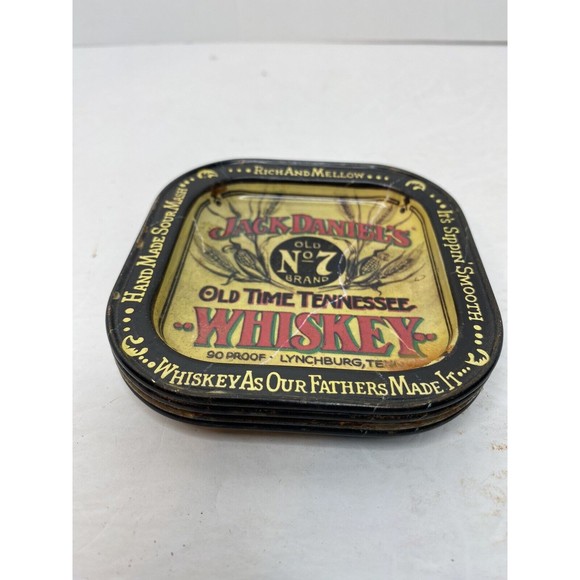 RICH AND MELLOW
HAND MADE SOUR MASH
IT'S SIPPIN' SMOOTH
JACK DANIEL'S
OLD
No 7
BRAND
OLD TIME TENNESSEE
WHISKEY
90 PROOF · LYNCHBURG, TENN
WHISKEY AS OUR FATHERS MADE IT